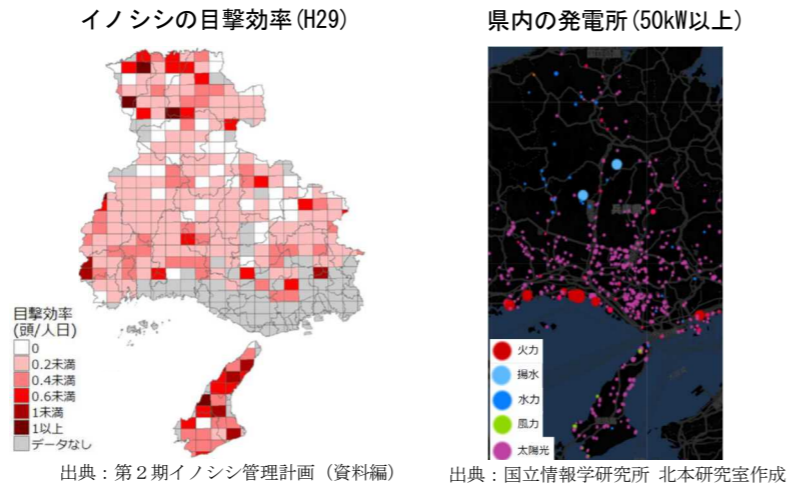 イノシシの目撃効率(H29)
県内の発電所(50kW以上)
目撃効率
(頭/人日)
0
0.2未満
0.4未満
0.6未満
1未満
1以上
データなし
火力
揚水
水力
風力
太陽光
出典：第２期イノシシ管理計画（資料編）
出典：国立情報学研究所 北本研究室作成